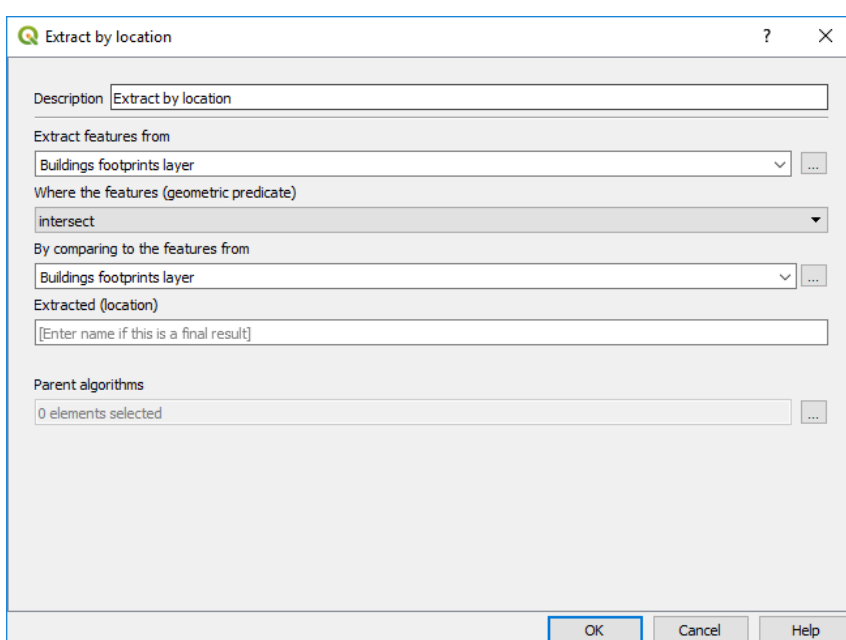 Extract by location
?
Description Extract by location
Extract features from
Buildings footprints layer
...
Where the features (geometric predicate)
intersect
By comparing to the features from
Buildings footprints layer
...
Extracted (location)
[Enter name if this is a final result]
Parent algorithms
0 elements selected
...
OK Cancel Help